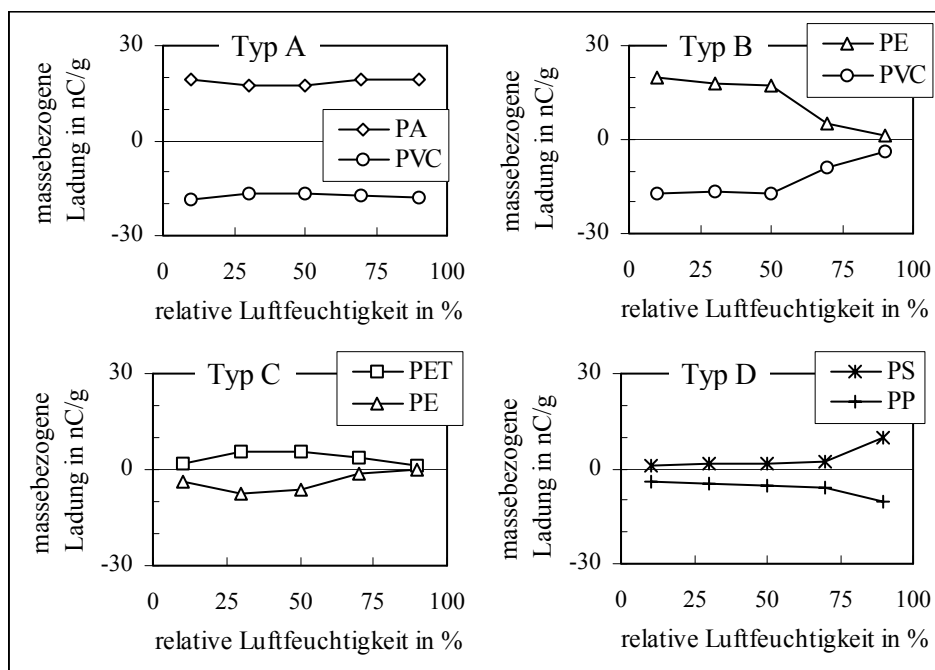 Typ A
massebezogene
Ladung in nC/g
30
0
-30
PA
PVC
0 25 50 75 100
relative Luftfeuchtigkeit in %
Typ B
massebezogene
Ladung in nC/g
30
0
-30
PE
PVC
0 25 50 75 100
relative Luftfeuchtigkeit in %
Typ C
massebezogene
Ladung in nC/g
30
0
-30
PET
PE
0 25 50 75 100
relative Luftfeuchtigkeit in %
Typ D
massebezogene
Ladung in nC/g
30
0
-30
PS
PP
0 25 50 75 100
relative Luftfeuchtigkeit in %